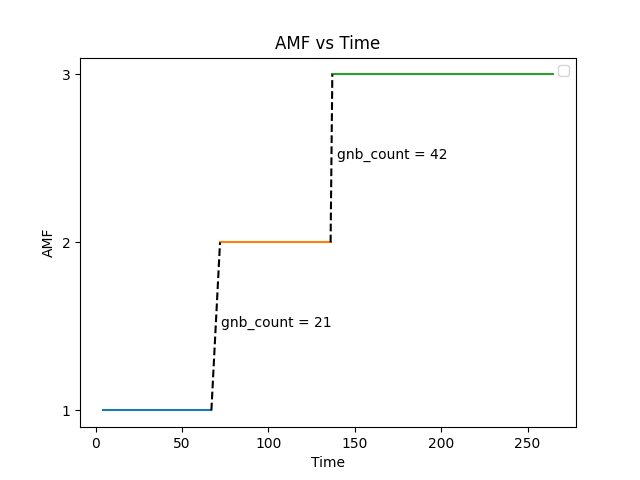 AMF vs Time
3
gnb_count = 42
AMF
2
gnb_count = 21
1
0
50
100
150
200
250
Time